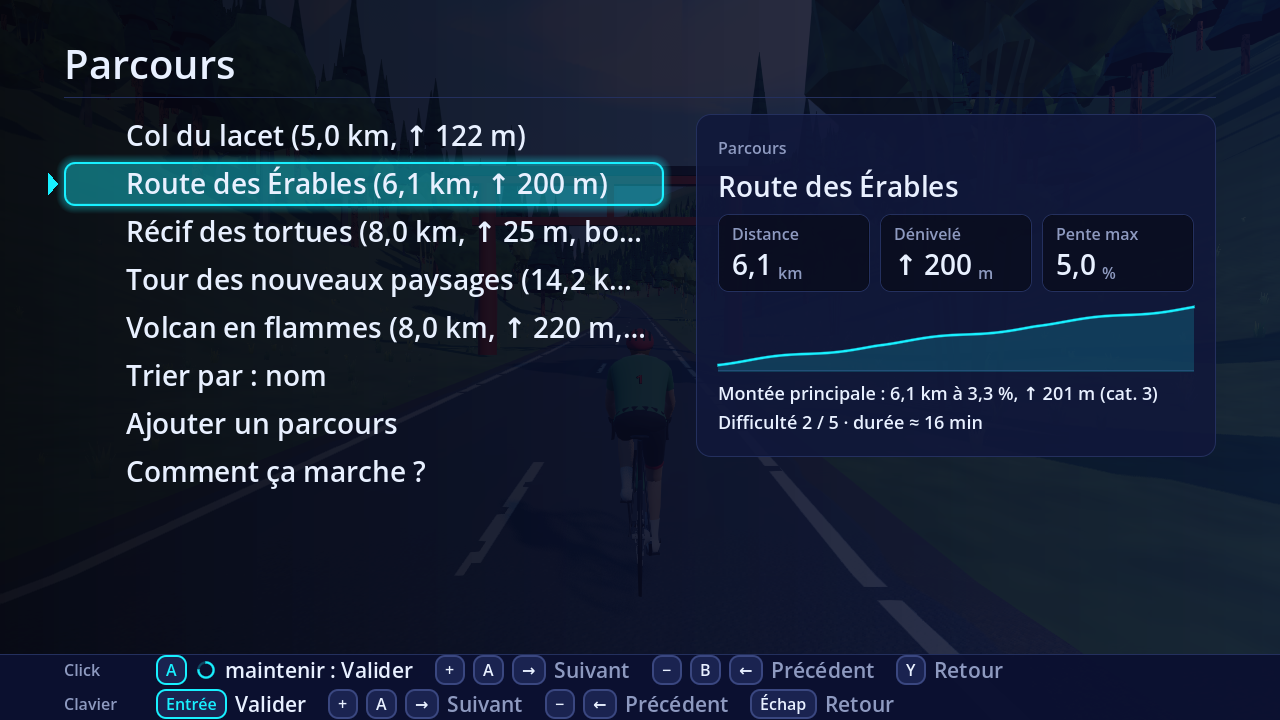 Parcours
Col du lacet (5,0 km, ↑ 122 m)
Route des Érables (6,1 km, ↑ 200 m)
Récif des tortues (8,0 km, ↑ 25 m, bo...
Tour des nouveaux paysages (14,2 k...
Volcan en flammes (8,0 km, ↑ 220 m,...
Trier par : nom
Ajouter un parcours
Comment ça marche ?
Parcours
Route des Érables
Distance
6,1 km
Dénivelé
↑ 200 m
Pente max
5,0 %
Montée principale : 6,1 km à 3,3 %, ↑ 201 m (cat. 3)
Difficulté 2 / 5 · durée ≈ 16 min
Click A maintenir : Valider + A → Suivant − B ← Précédent Y Retour
Clavier Entrée Valider + A → Suivant − ← Précédent Échap Retour